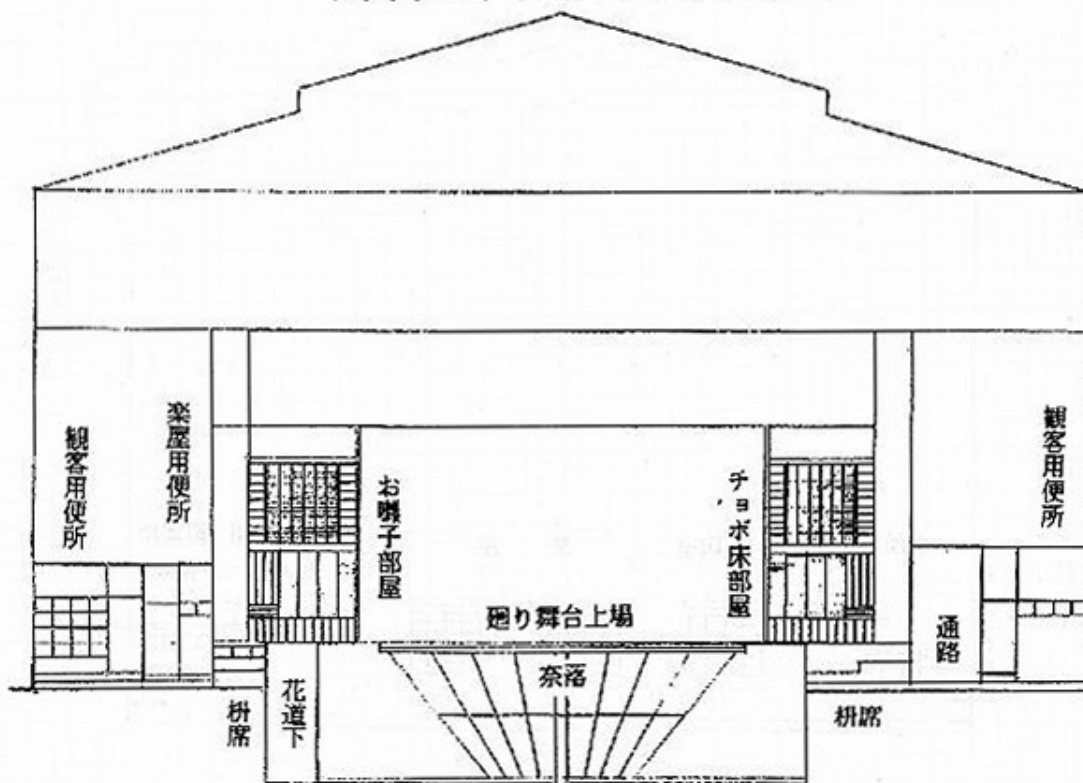 観客用便所
楽屋用便所
お囃子部屋
チョボ床部屋
観客用便所
廻り舞台上場
奈落
通路
花道下
枡席
枡席